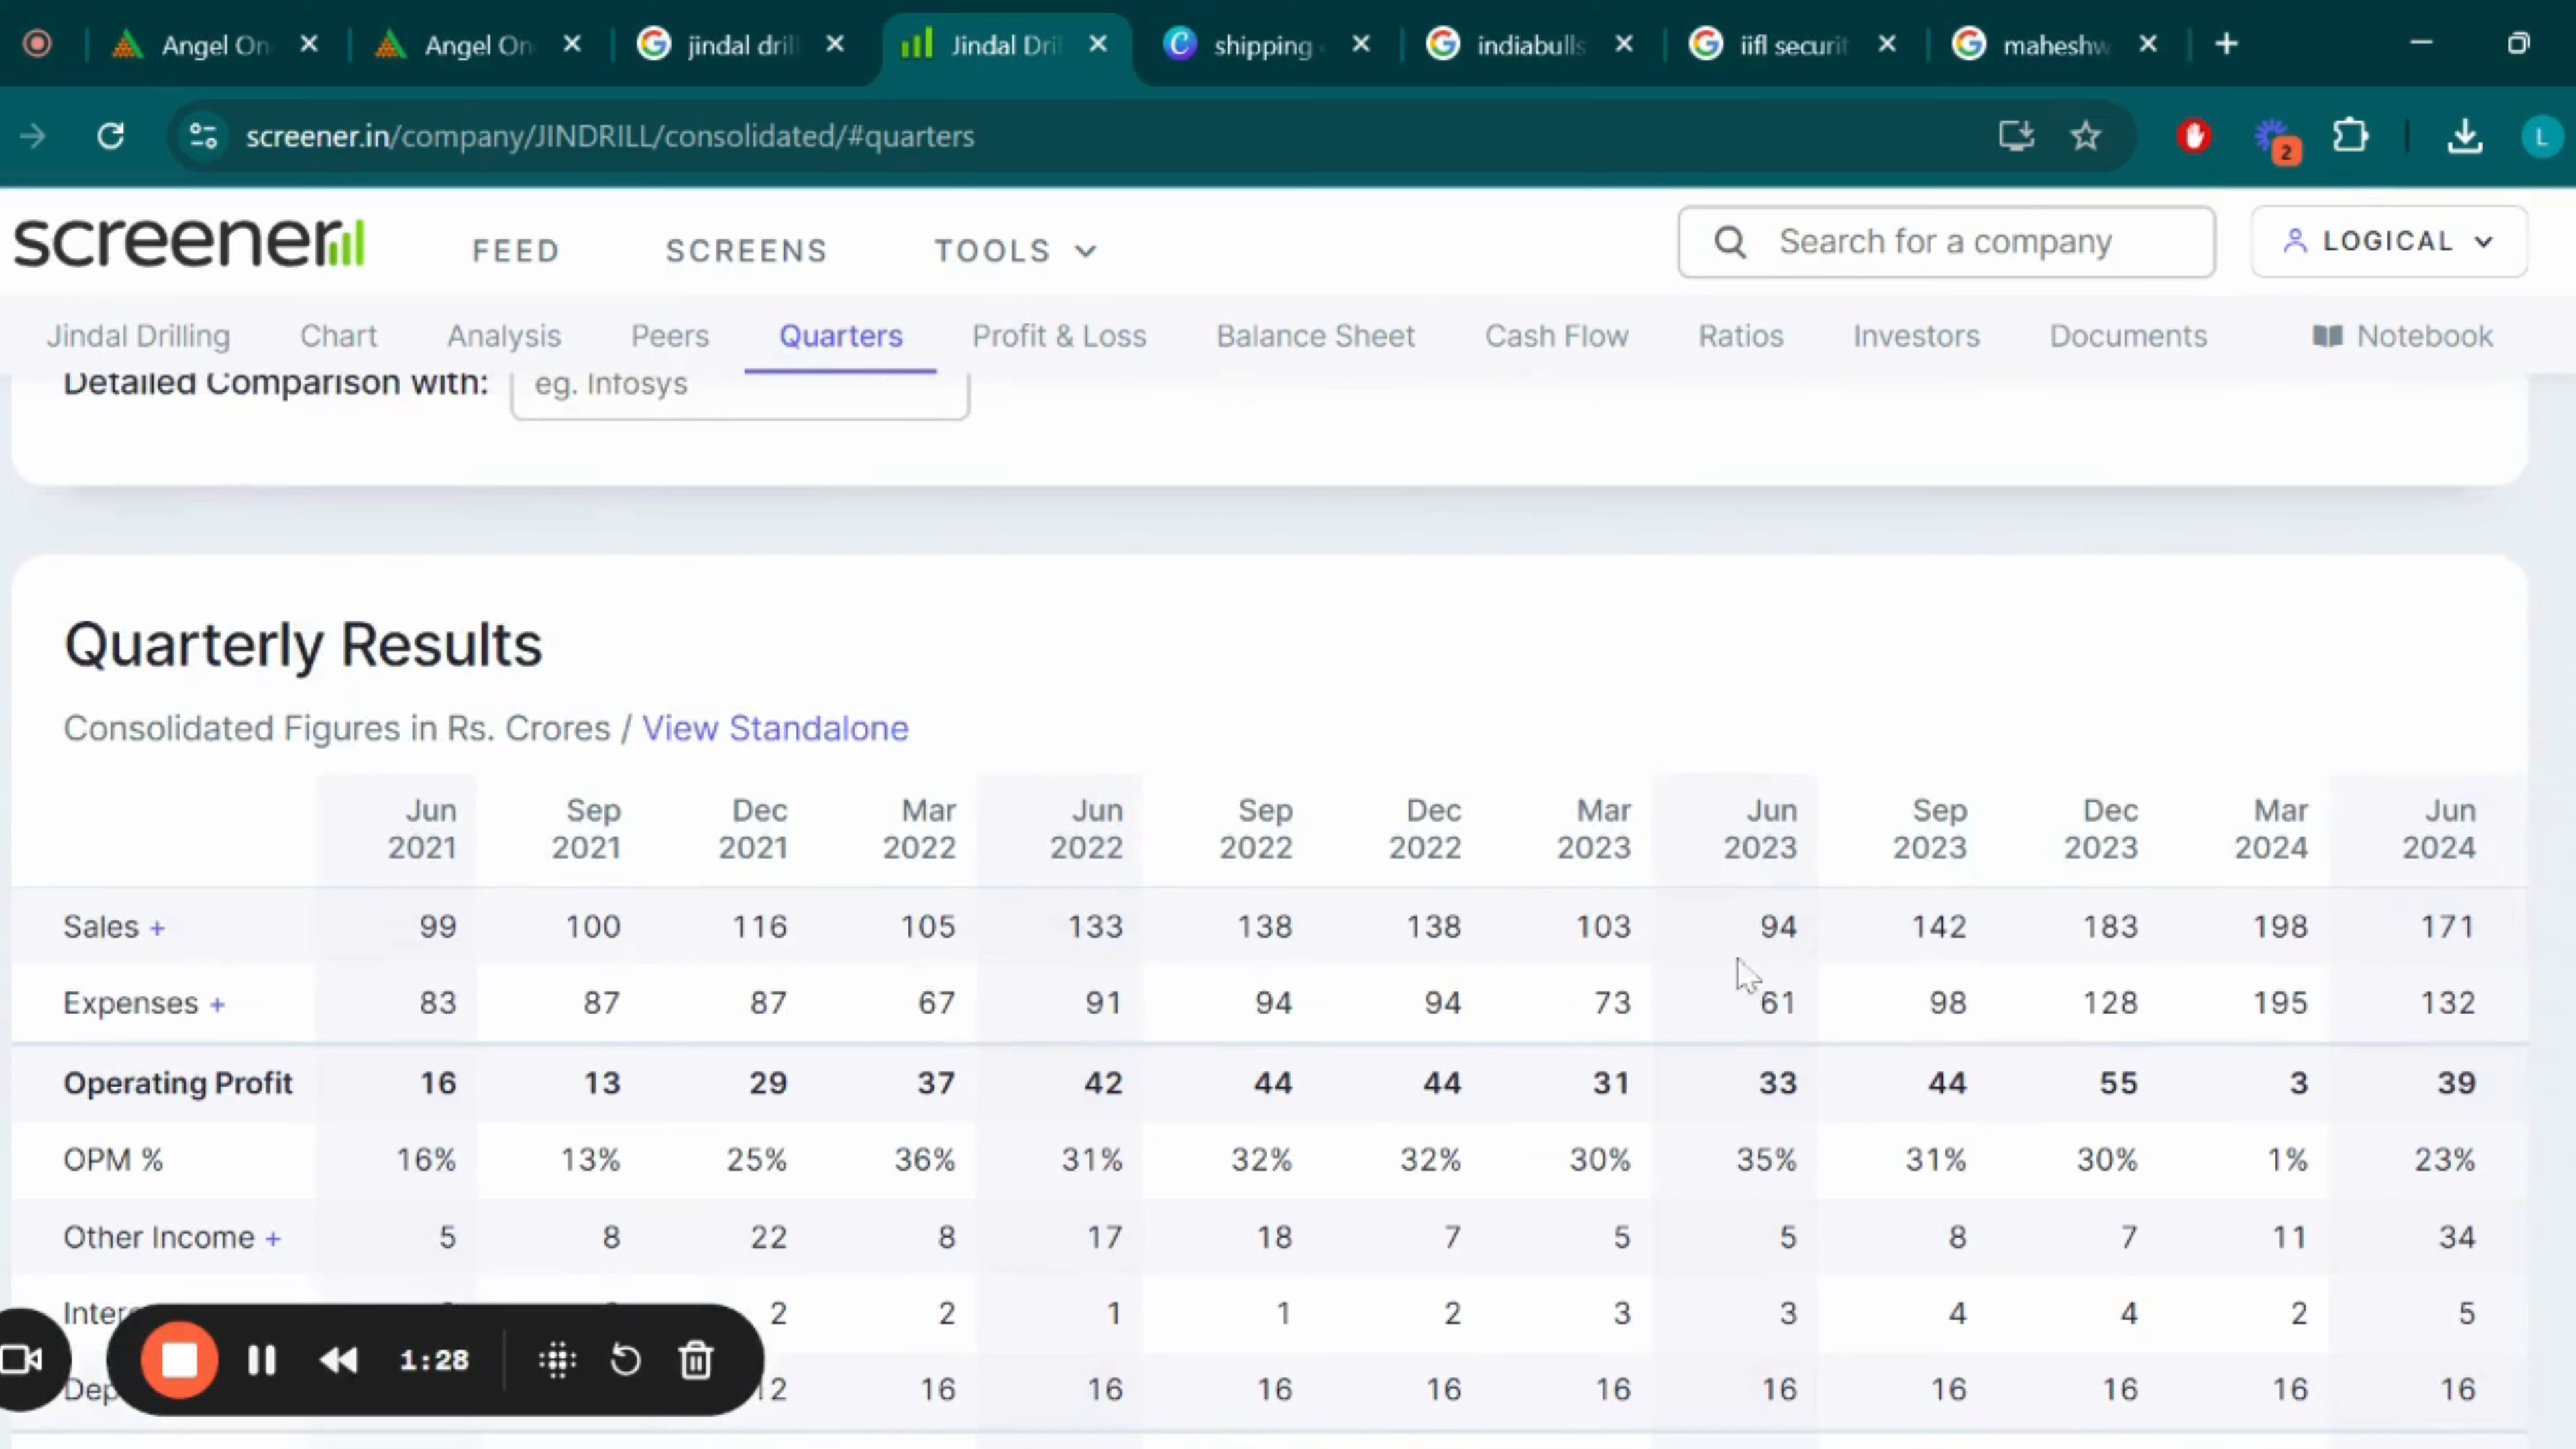 Angel On
Angel On
jindal drill
Jindal Dril
shipping
indiabulls
iifl securit
maheshw
screener.in/company/JINDRILL/consolidated/#quarters
2
L
screener
FEED
SCREENS
TOOLS
Search for a company
LOGICAL
Jindal Drilling
Chart
Analysis
Peers
Quarters
Profit & Loss
Balance Sheet
Cash Flow
Ratios
Investors
Documents
Notebook
Detailed Comparison with:
eg. Infosys
Quarterly Results
Consolidated Figures in Rs. Crores / View Standalone
Jun 2021 Sep 2021 Dec 2021 Mar 2022 Jun 2022 Sep 2022 Dec 2022 Mar 2023 Jun 2023 Sep 2023 Dec 2023 Mar 2024 Jun 2024
Sales + 99 100 116 105 133 138 138 103 94 142 183 198 171
Expenses + 83 87 87 67 91 94 94 73 61 98 128 195 132
Operating Profit 16 13 29 37 42 44 44 31 33 44 55 3 39
OPM % 16% 13% 25% 36% 31% 32% 32% 30% 35% 31% 30% 1% 23%
Other Income + 5 8 22 8 17 18 7 5 5 8 7 11 34
Inter 2 2 1 1 2 3 3 4 4 2 5
1:28
Dep 12 16 16 16 16 16 16 16 16 16 16